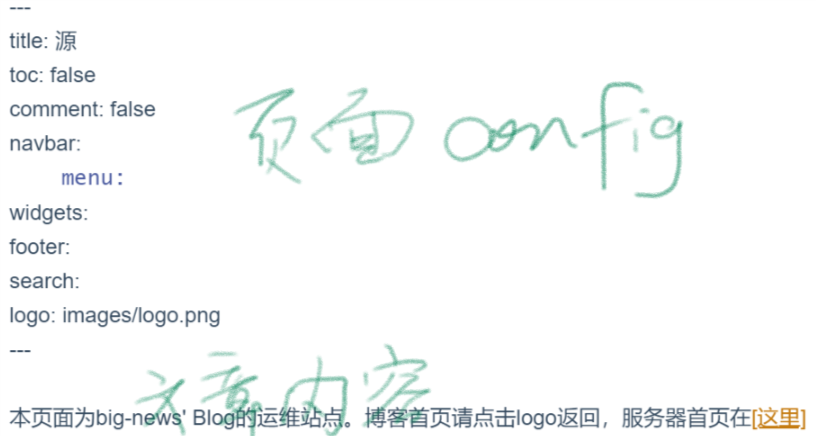 ---
title: 源
toc: false
comment: false
页面 config
navbar:
menu:
widgets:
footer:
search:
logo: images/logo.png
---
文章内容
本页面为big-news' Blog的运维站点。博客首页请点击logo返回，服务器首页在[这里]